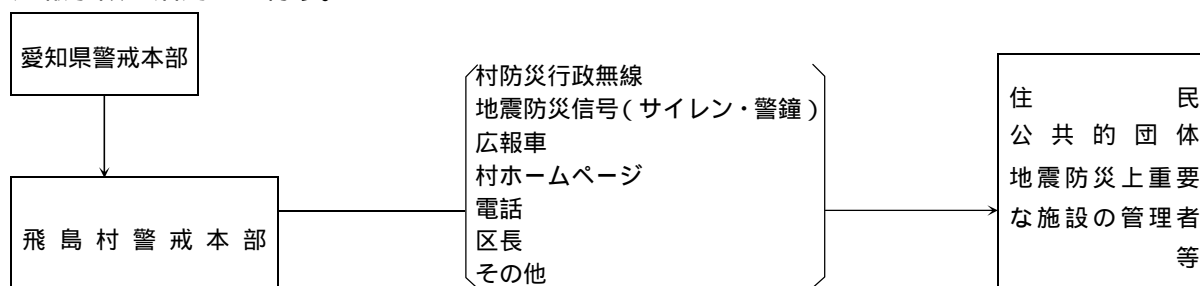 愛知県警戒本部
飛島村警戒本部
村防災行政無線
地震防災信号(サイレン・警鐘)
広報車
村ホームページ
電話
区長
その他
住民
公共的団体
地震防災上重要
な施設の管理者
等